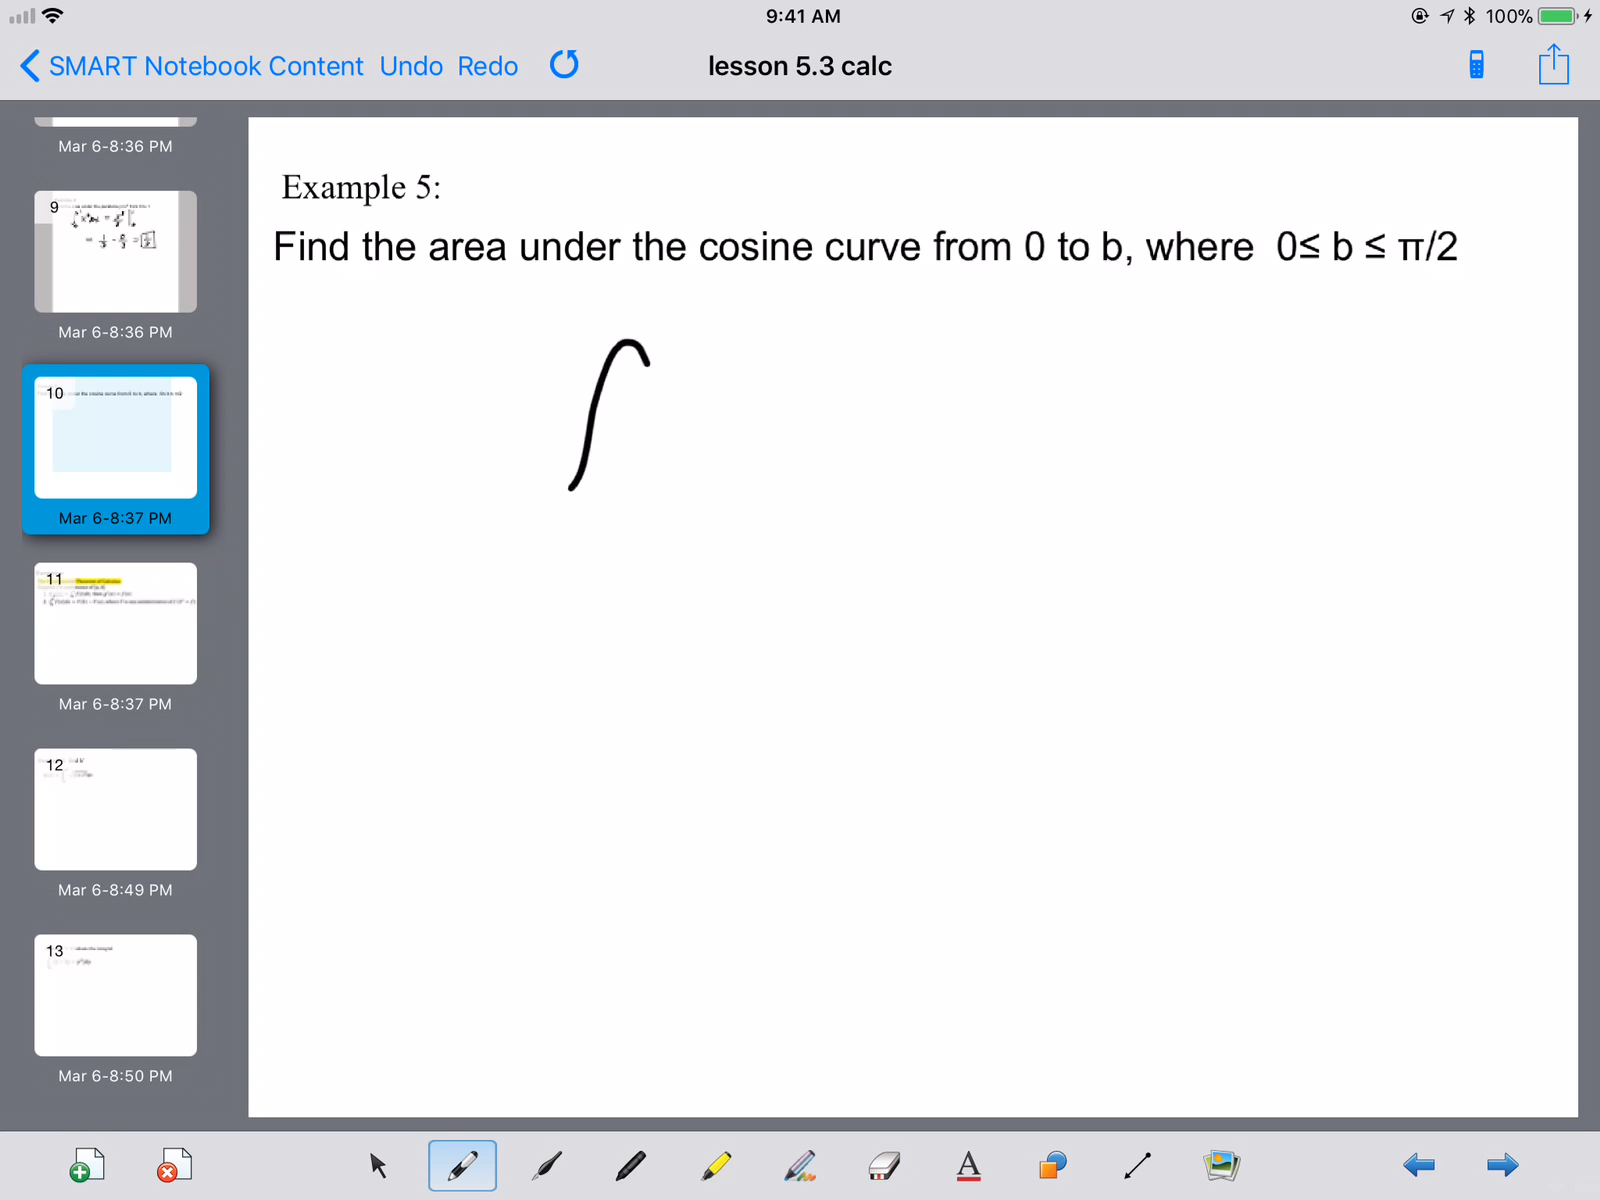 9:41 AM
100%
SMART Notebook Content Undo Redo
lesson 5.3 calc
Mar 6-8:36 PM
9
Mar 6-8:36 PM
10
Mar 6-8:37 PM
11
Theorem of Calculus
Mar 6-8:37 PM
12
Mar 6-8:49 PM
13
Mar 6-8:50 PM
Example 5:
Find the area under the cosine curve from 0 to b, where 0≤ b ≤ π/2
∫
A